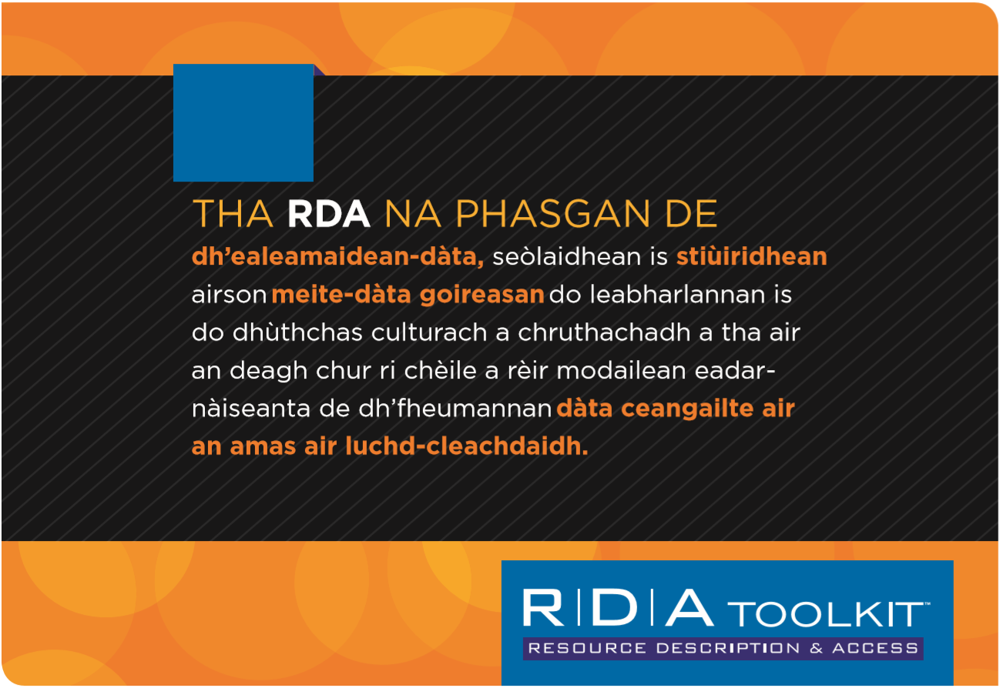 THA RDA NA PHASGAN DE
dh’ealeamaidean-dàta, seòlaidhean is stiùiridhean
airson meite-dàta goireasan do leabharlannan is
do dhùthchas culturach a chruthachadh a tha air
an deagh chur ri chèile a rèir modailean eadar-
nàiseanta de dh’fheumannan dàta ceangailte air
an amas air luchd-cleachdaidh.
R|D|A TOOLKIT™
RESOURCE DESCRIPTION & ACCESS